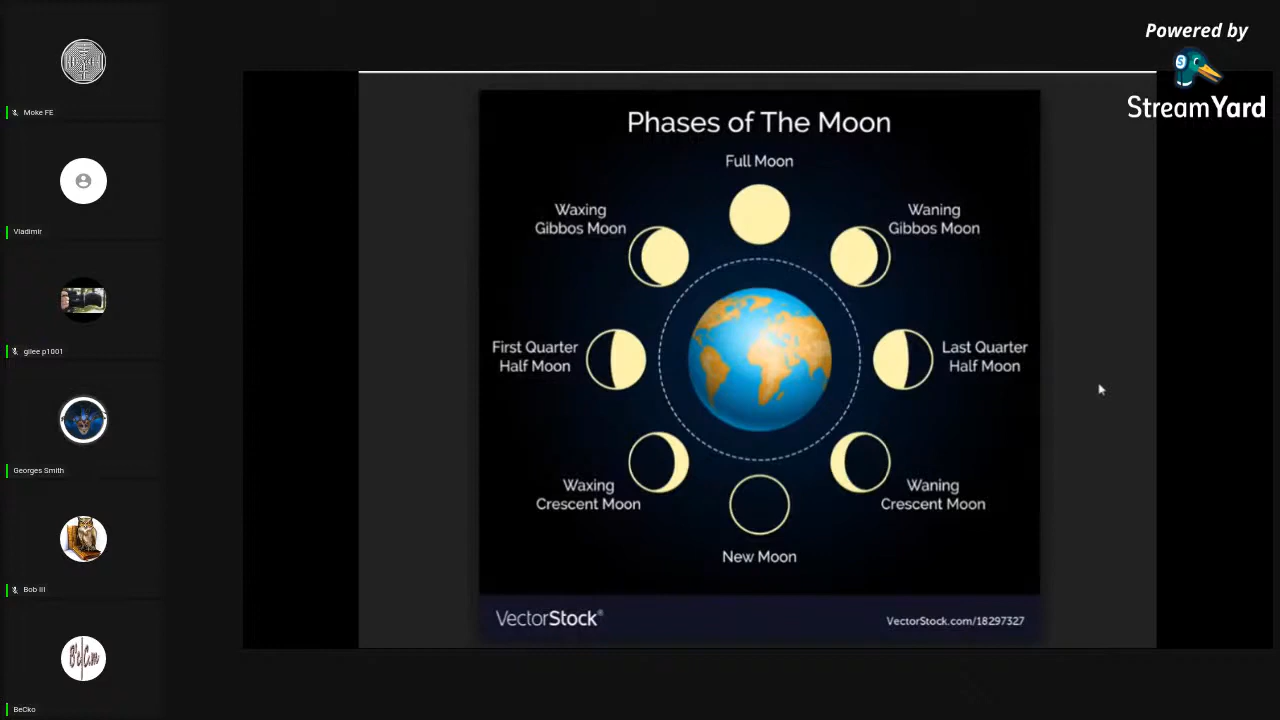 Powered by
StreamYard
Moke FE
Vladimir
gilee p1001
Georges Smith
Bob III
BeCko
Phases of The Moon
Full Moon
Waxing
Gibbos Moon
Waning
Gibbos Moon
First Quarter
Half Moon
Last Quarter
Half Moon
Waxing
Crescent Moon
Waning
Crescent Moon
New Moon
VectorStock®
VectorStock.com/18297327